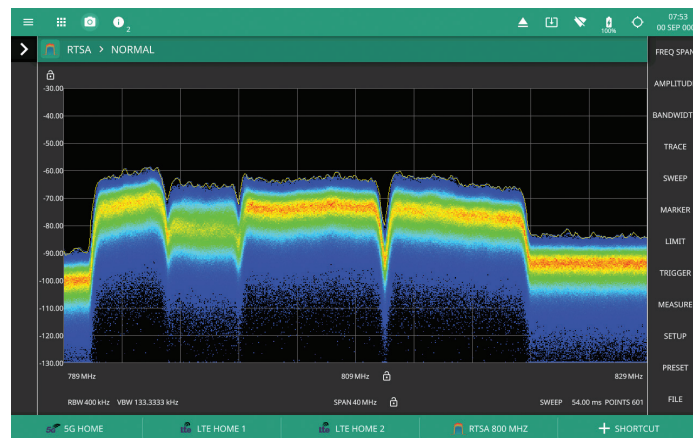 2
100%
07:53
00 SEP 000
RTSA > NORMAL
FREQ SPAN
AMPLITUD
BANDWIDT
TRACE
SWEEP
MARKER
LIMIT
TRIGGER
MEASURE
SETUP
PRESET
FILE
-30.00
-40.00
-50.00
-60.00
-70.00
-80.00
-90.00
-100.00
-110.00
-120.00
-130.00
789 MHz 809 MHz 829 MHz
RBW 400 kHz VBW 133.3333 kHz SPAN 40 MHz SWEEP 54.00 ms POINTS 601
5G 5G HOME LTE HOME 1 LTE HOME 2 RTSA 800 MHZ + SHORTCUT